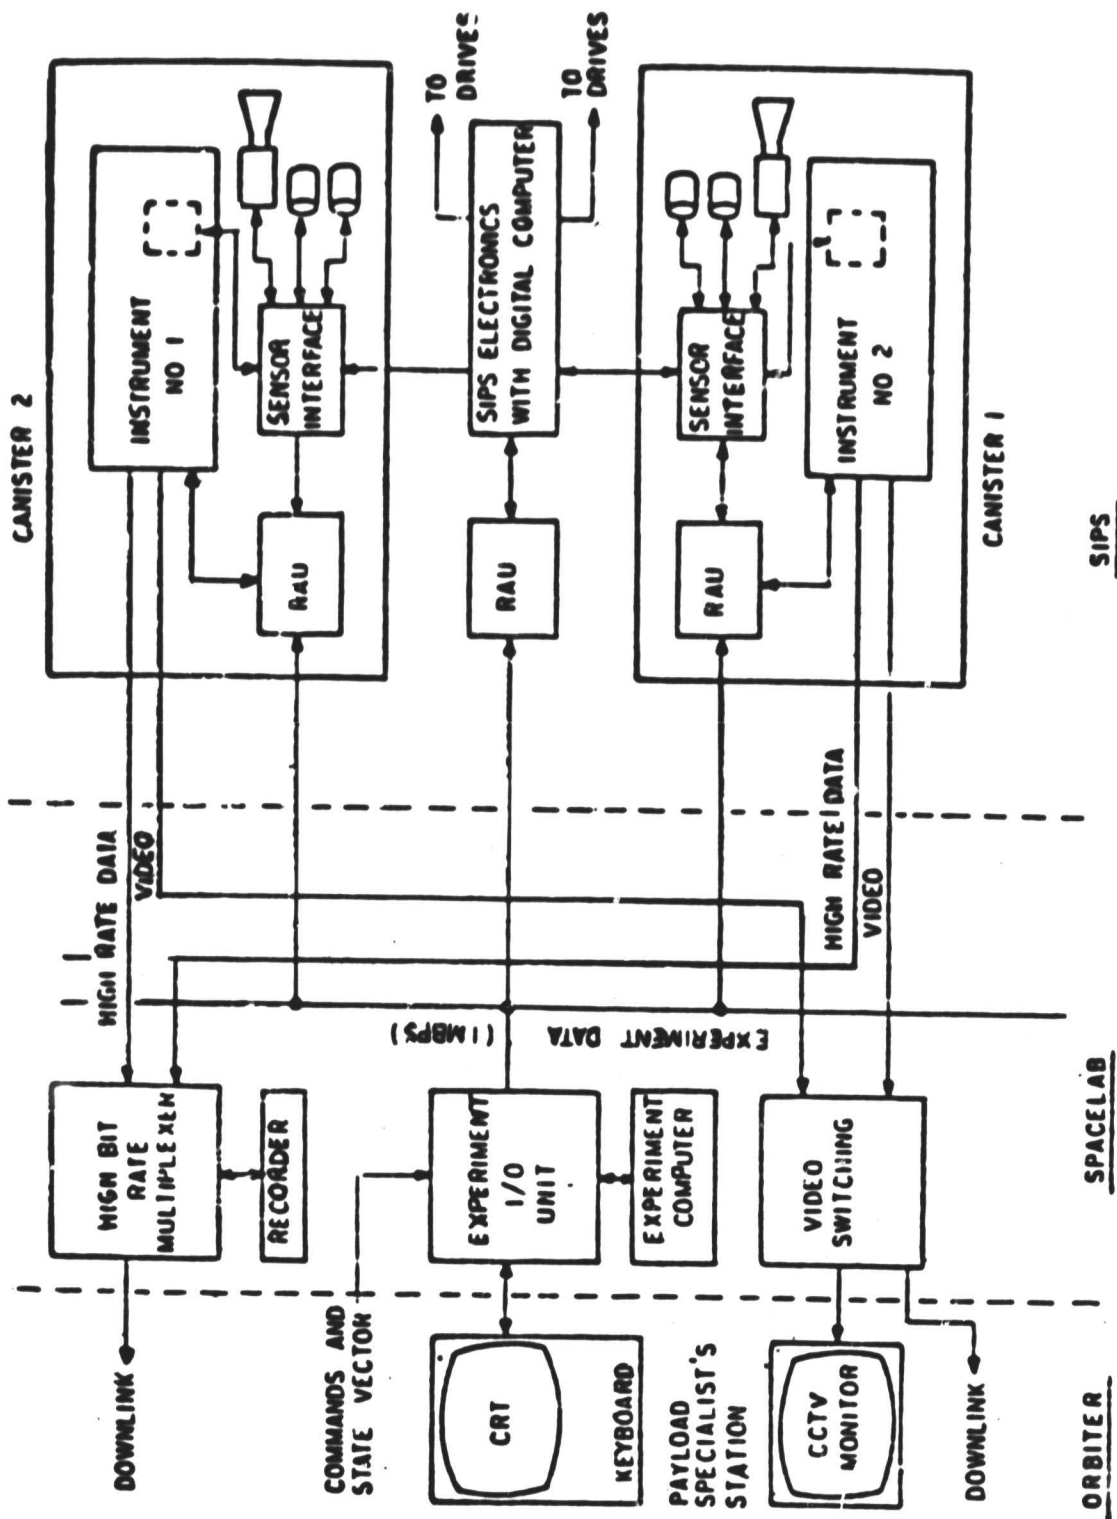 CANISTER 2
INSTRUMENT
NO 1
SENSOR
INTERFACE
RAU
TO
DRIVES
SIPS ELECTRONICS
WITH DIGITAL COMPUTER
TO
DRIVES
RAU
SENSOR
INTERFACE
RAU
INSTRUMENT
NO 2
CANISTER 1
SIPS
HIGH RATE DATA
VIDEO
HIGH RATE DATA
VIDEO
EXPERIMENT DATA (1 MBPS)
HIGH BIT
RATE
MULTIPLEXER
RECORDER
EXPERIMENT
I/O
UNIT
EXPERIMENT
COMPUTER
VIDEO
SWITCHING
SPACELAB
DOWNLINK
COMMANDS AND
STATE VECTOR
CRT
KEYBOARD
PAYLOAD
SPECIALIST'S
STATION
CCTV
MONITOR
DOWNLINK
ORBITER